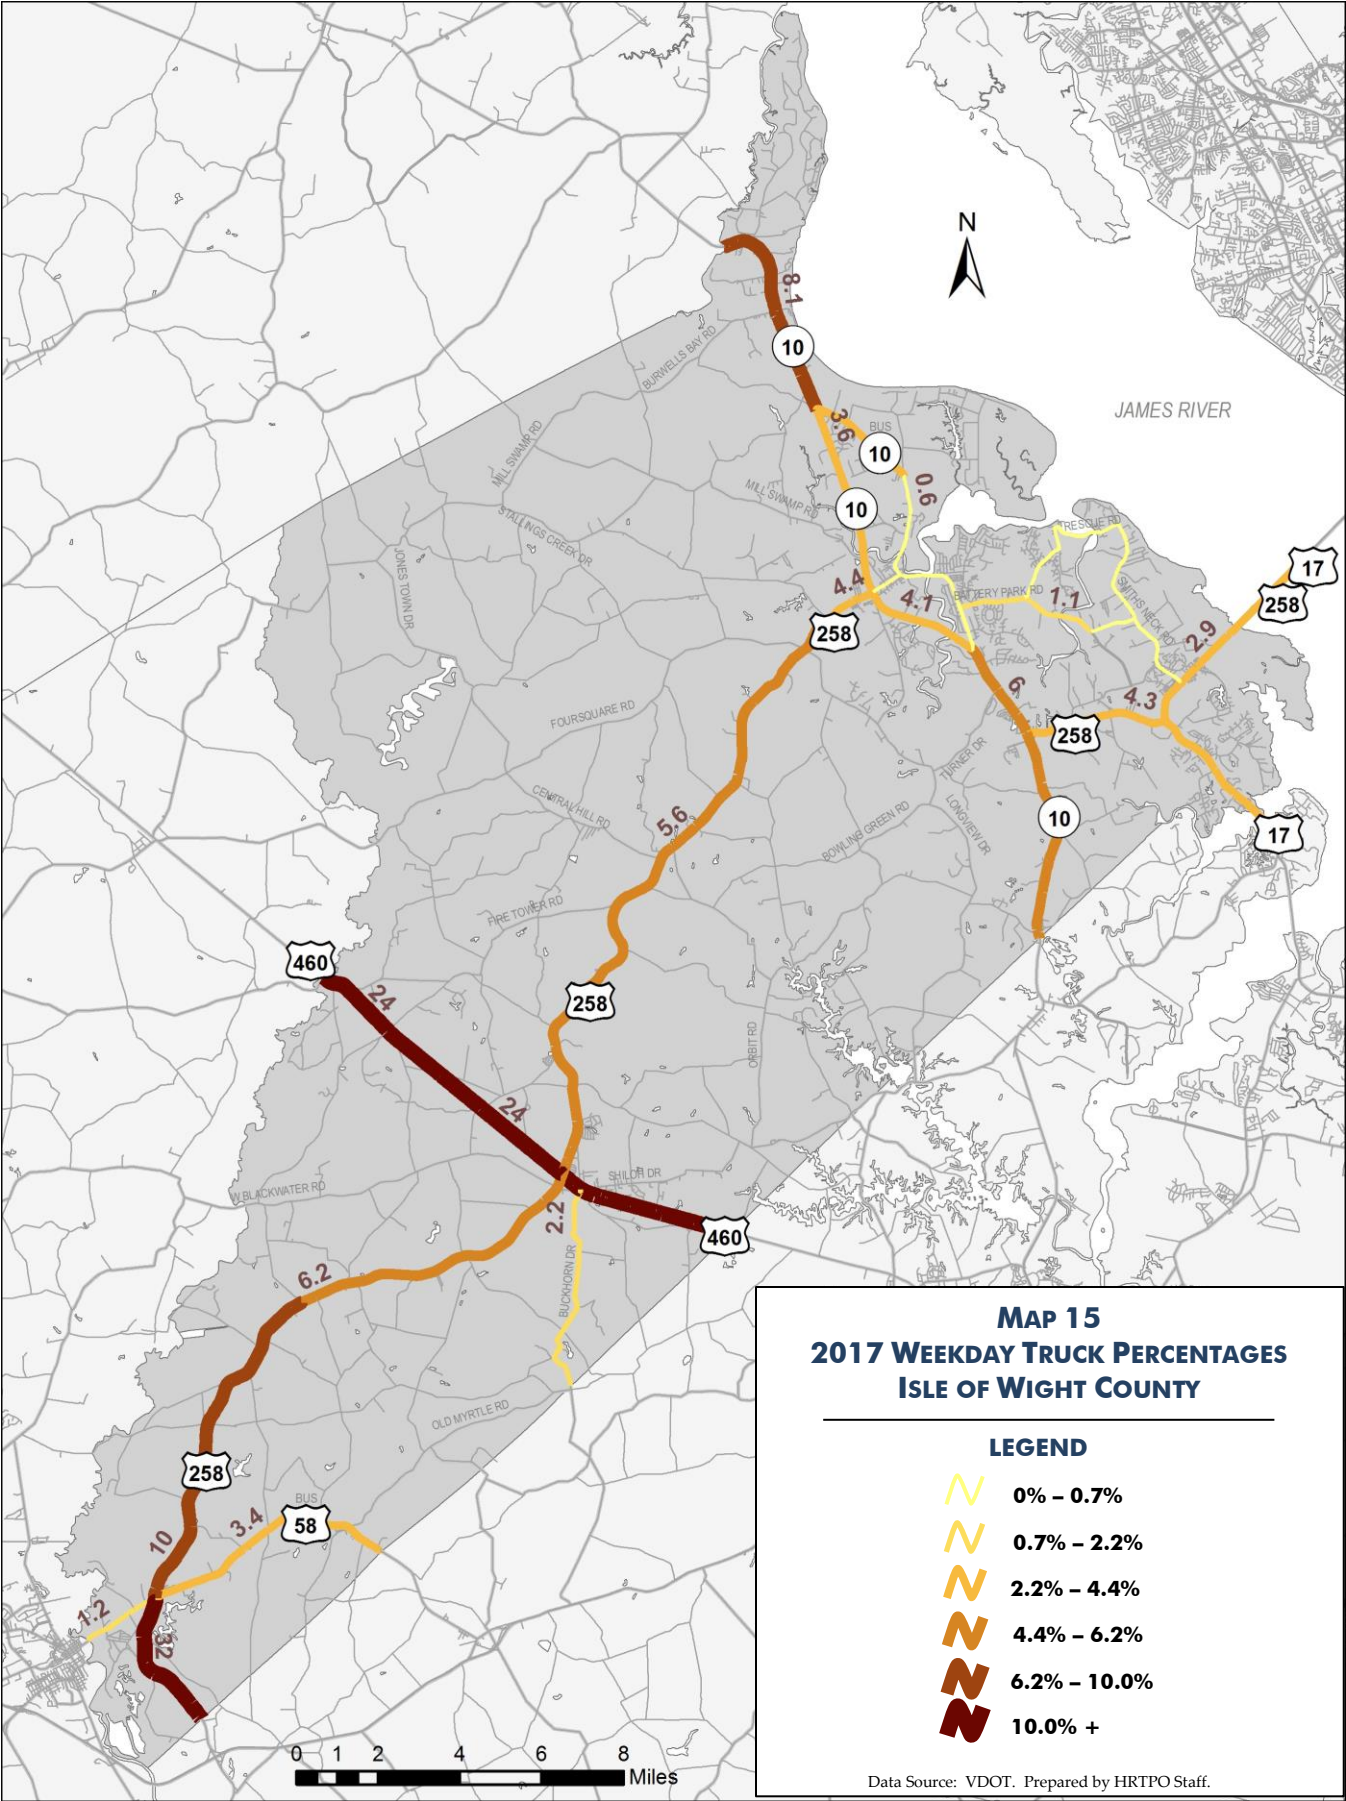 N
8.1
10
BURWELLS BAY RD
JAMES RIVER
3.6
BUS
10
MILL SWAMP RD
0.6
MILL SWAMP RD
10
STALLINGS CREEK DR
TRESCUE RD
JONES TOWN DR
17
258
4.4
4.1
BATTERY PARK RD
1.1
SMITHS NECK RD
258
2.9
6
4.3
FOURSQUARE RD
258
TURNER DR
CENTRAL HILL RD
5.6
BOWLING GREEN RD
LONGVIEW DR
10
17
FIRE TOWER RD
460
24
258
ORBIT RD
24
SHILOH DR
W BLACKWATER RD
2.2
460
6.2
BUCKHORN DR
OLD MYRTLE RD
258
BUS
58
3.4
10
1.2
32
0 1 2 4 6 8
Miles
MAP 15
2017 WEEKDAY TRUCK PERCENTAGES
ISLE OF WIGHT COUNTY
LEGEND
0% – 0.7%
0.7% – 2.2%
2.2% – 4.4%
4.4% – 6.2%
6.2% – 10.0%
10.0% +
Data Source: VDOT. Prepared by HRTPO Staff.